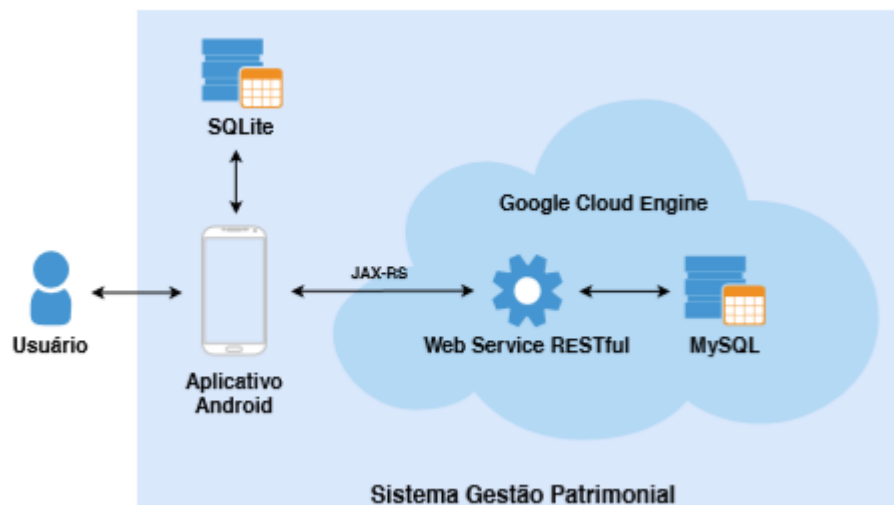 SQLite
Google Cloud Engine
JAX-RS
Usuário
Web Service RESTful
MySQL
Aplicativo
Android
Sistema Gestão Patrimonial